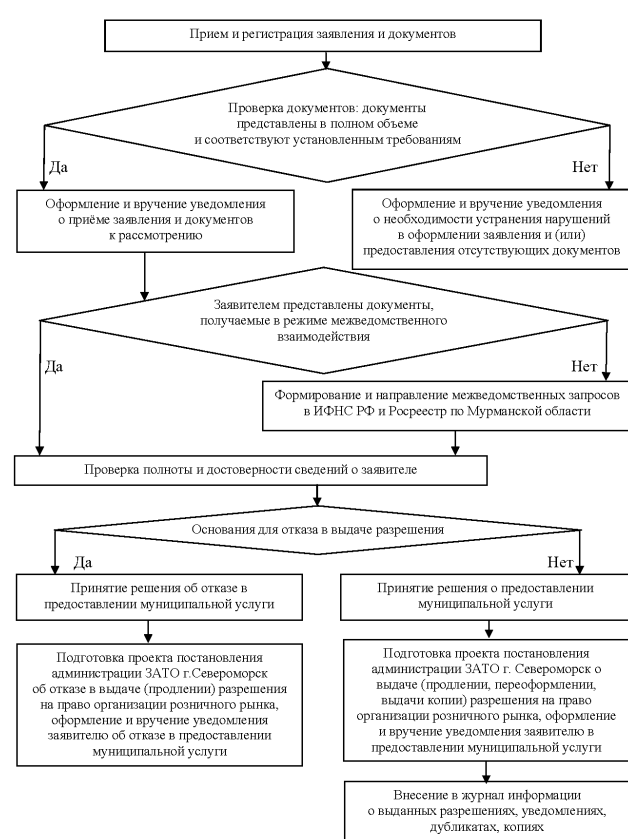 Прием и регистрация заявления и документов
Проверка документов: документы
представлены в полном объеме
и соответствуют установленным требованиям
Да
Нет
Оформление и вручение уведомления
о приёме заявления и документов
к рассмотрению
Оформление и вручение уведомления
о необходимости устранения нарушений
в оформлении заявления и (или)
предоставления отсутствующих документов
Заявителем представлены документы,
получаемые в режиме межведомственного
взаимодействия
Да
Нет
Формирование и направление межведомственных запросов
в ИФНС РФ и Росреестр по Мурманской области
Проверка полноты и достоверности сведений о заявителе
Основания для отказа в выдаче разрешения
Да
Нет
Принятие решения об отказе в
предоставлении муниципальной услуги
Принятие решения о предоставлении
муниципальной услуги
Подготовка проекта постановления
администрации ЗАТО г.Североморск
об отказе в выдаче (продлении) разрешения
на право организации розничного рынка,
оформление и вручение уведомления
заявителю об отказе в предоставлении
муниципальной услуги
Подготовка проекта постановления
администрации ЗАТО г. Североморск о
выдаче (продлении, переоформлении,
выдачи копии) разрешения на право
организации розничного рынка, оформление
и вручение уведомления заявителю в
предоставлении муниципальной услуги
Внесение в журнал информации
о выданных разрешениях, уведомлениях,
дубликатах, копиях